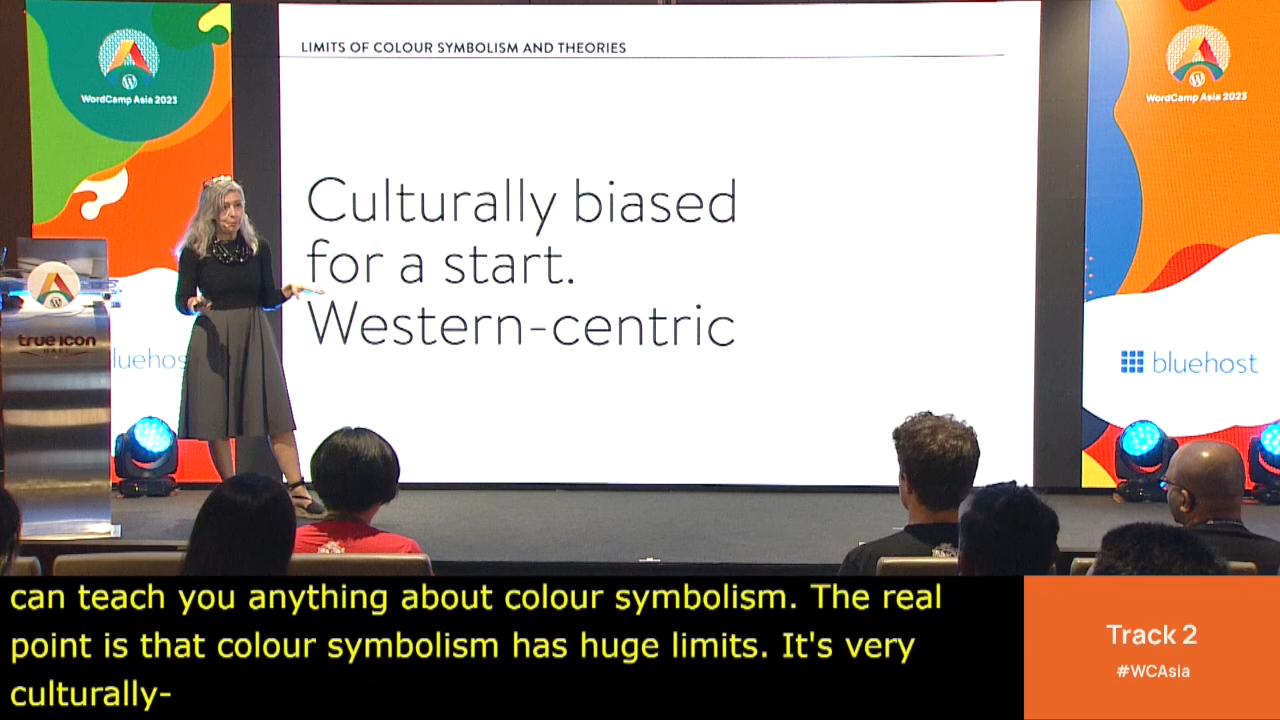 LIMITS OF COLOUR SYMBOLISM AND THEORIES
Culturally biased
for a start.
Western-centric
WordCamp Asia 2023
WordCamp Asia 2023
true icon
HALL
luehos
bluehost
can teach you anything about colour symbolism. The real
point is that colour symbolism has huge limits. It's very
culturally-
Track 2
#WCAsia